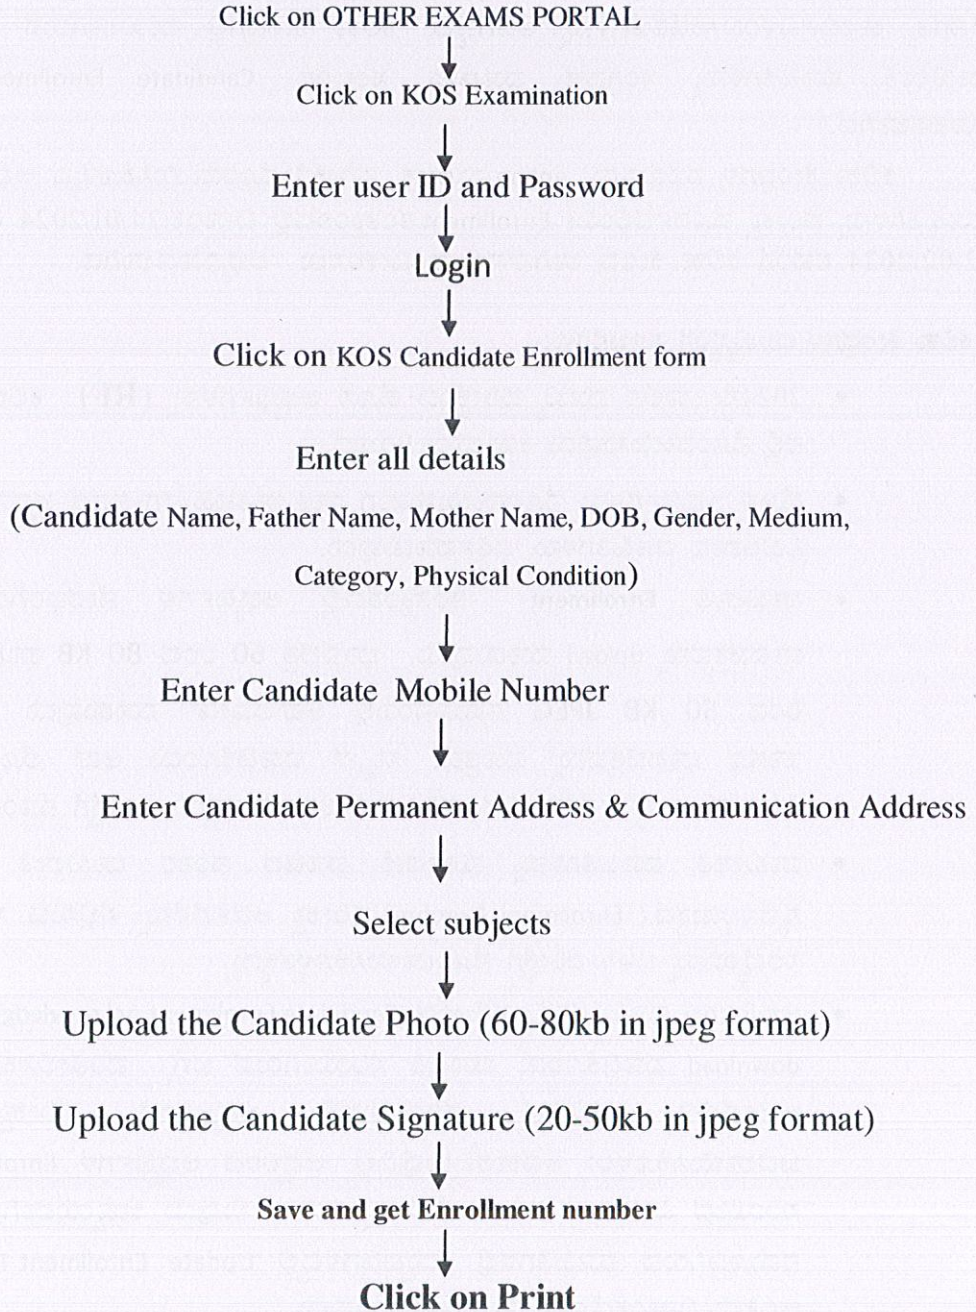 Click on OTHER EXAMS PORTAL
Click on KOS Examination
Enter user ID and Password
Login
Click on KOS Candidate Enrollment form
Enter all details
(Candidate Name, Father Name, Mother Name, DOB, Gender, Medium,
Category, Physical Condition)
Enter Candidate Mobile Number
Enter Candidate Permanent Address & Communication Address
Select subjects
Upload the Candidate Photo (60-80kb in jpeg format)
Upload the Candidate Signature (20-50kb in jpeg format)
Save and get Enrollment number
Click on Print